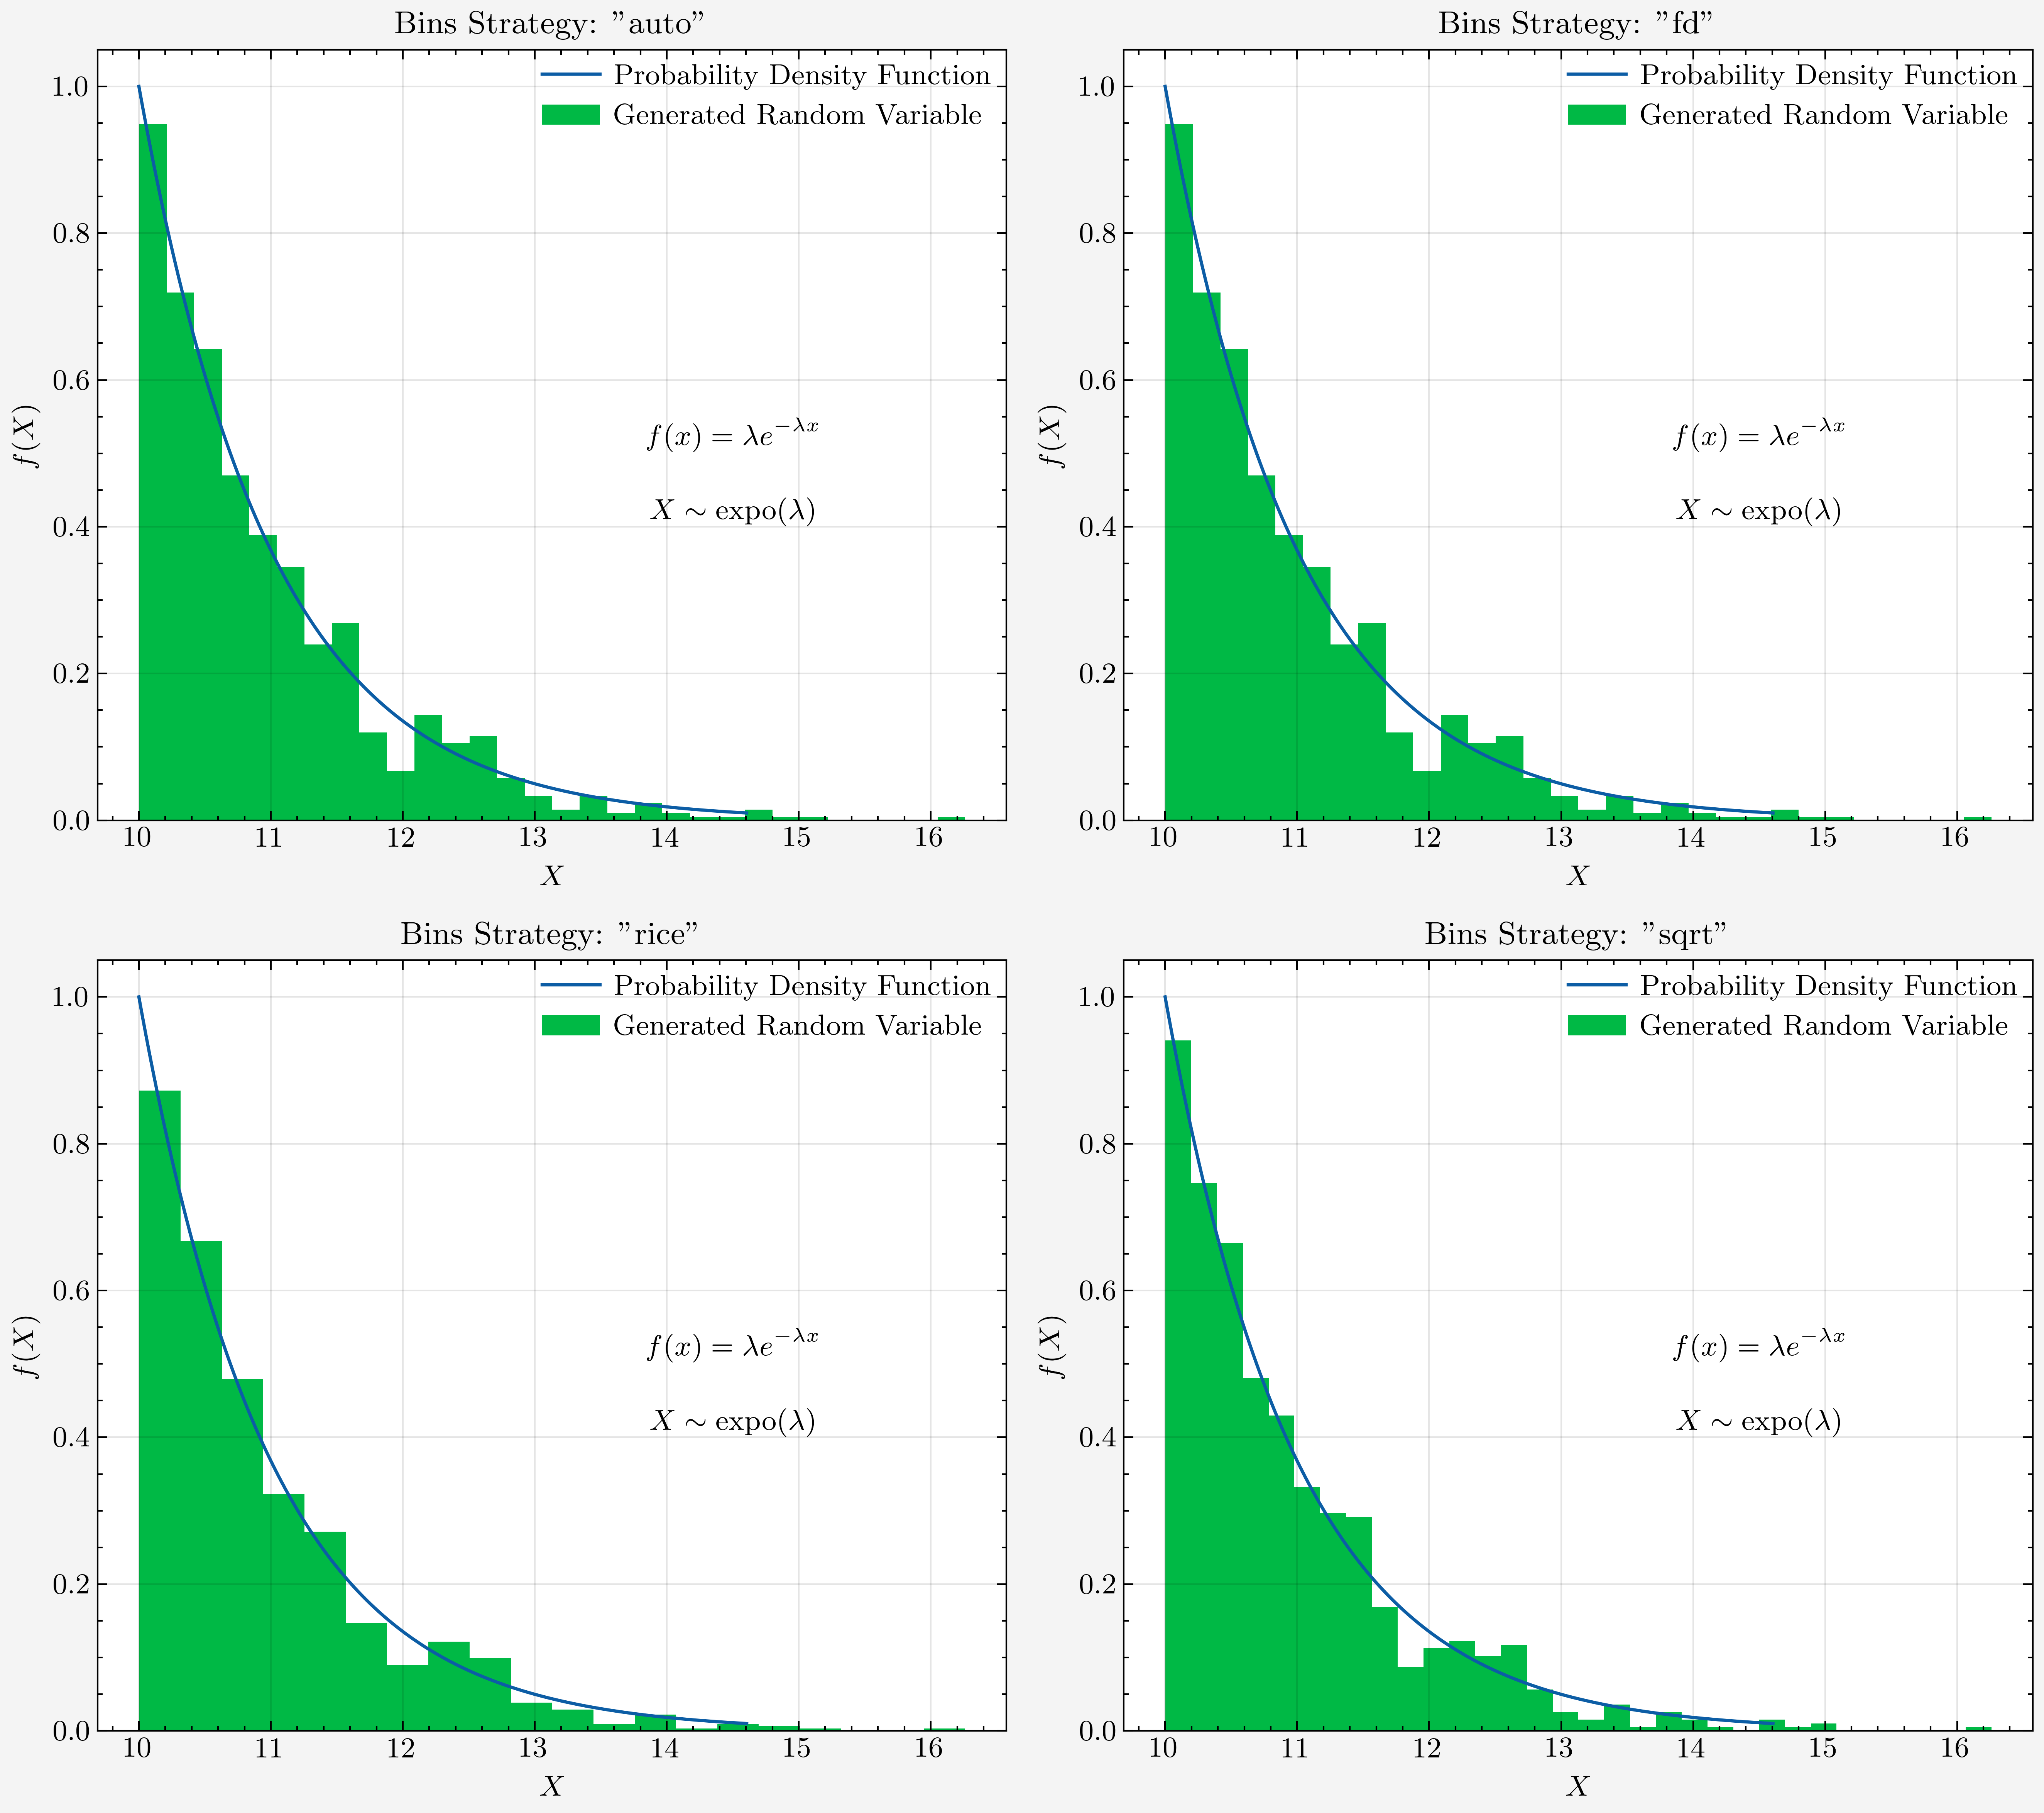 Bins Strategy: ”auto”
Probability Density Function
Generated Random Variable
1.0
0.8
0.6
0.4
0.2
0.0
f(X)
f(x) = λe^{−λx}
X ∼ expo(λ)
10 11 12 13 14 15 16
X
Bins Strategy: ”fd”
Probability Density Function
Generated Random Variable
1.0
0.8
0.6
0.4
0.2
0.0
f(X)
f(x) = λe^{−λx}
X ∼ expo(λ)
10 11 12 13 14 15 16
X
Bins Strategy: ”rice”
Probability Density Function
Generated Random Variable
1.0
0.8
0.6
0.4
0.2
0.0
f(X)
f(x) = λe^{−λx}
X ∼ expo(λ)
10 11 12 13 14 15 16
X
Bins Strategy: ”sqrt”
Probability Density Function
Generated Random Variable
1.0
0.8
0.6
0.4
0.2
0.0
f(X)
f(x) = λe^{−λx}
X ∼ expo(λ)
10 11 12 13 14 15 16
X